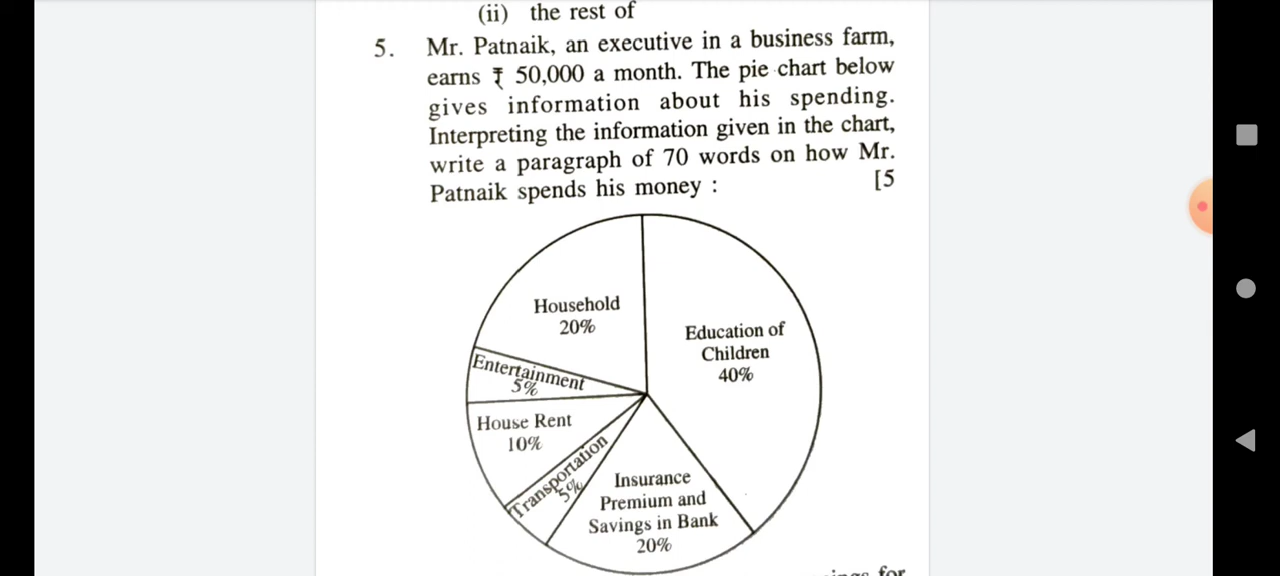 (ii) the rest of
5. Mr. Patnaik, an executive in a business farm,
earns ₹ 50,000 a month. The pie chart below
gives information about his spending.
Interpreting the information given in the chart,
write a paragraph of 70 words on how Mr.
Patnaik spends his money : [5
Household
20%
Education of
Children
40%
Entertainment
5%
House Rent
10%
Transportation
5%
Insurance
Premium and
Savings in Bank
20%
for